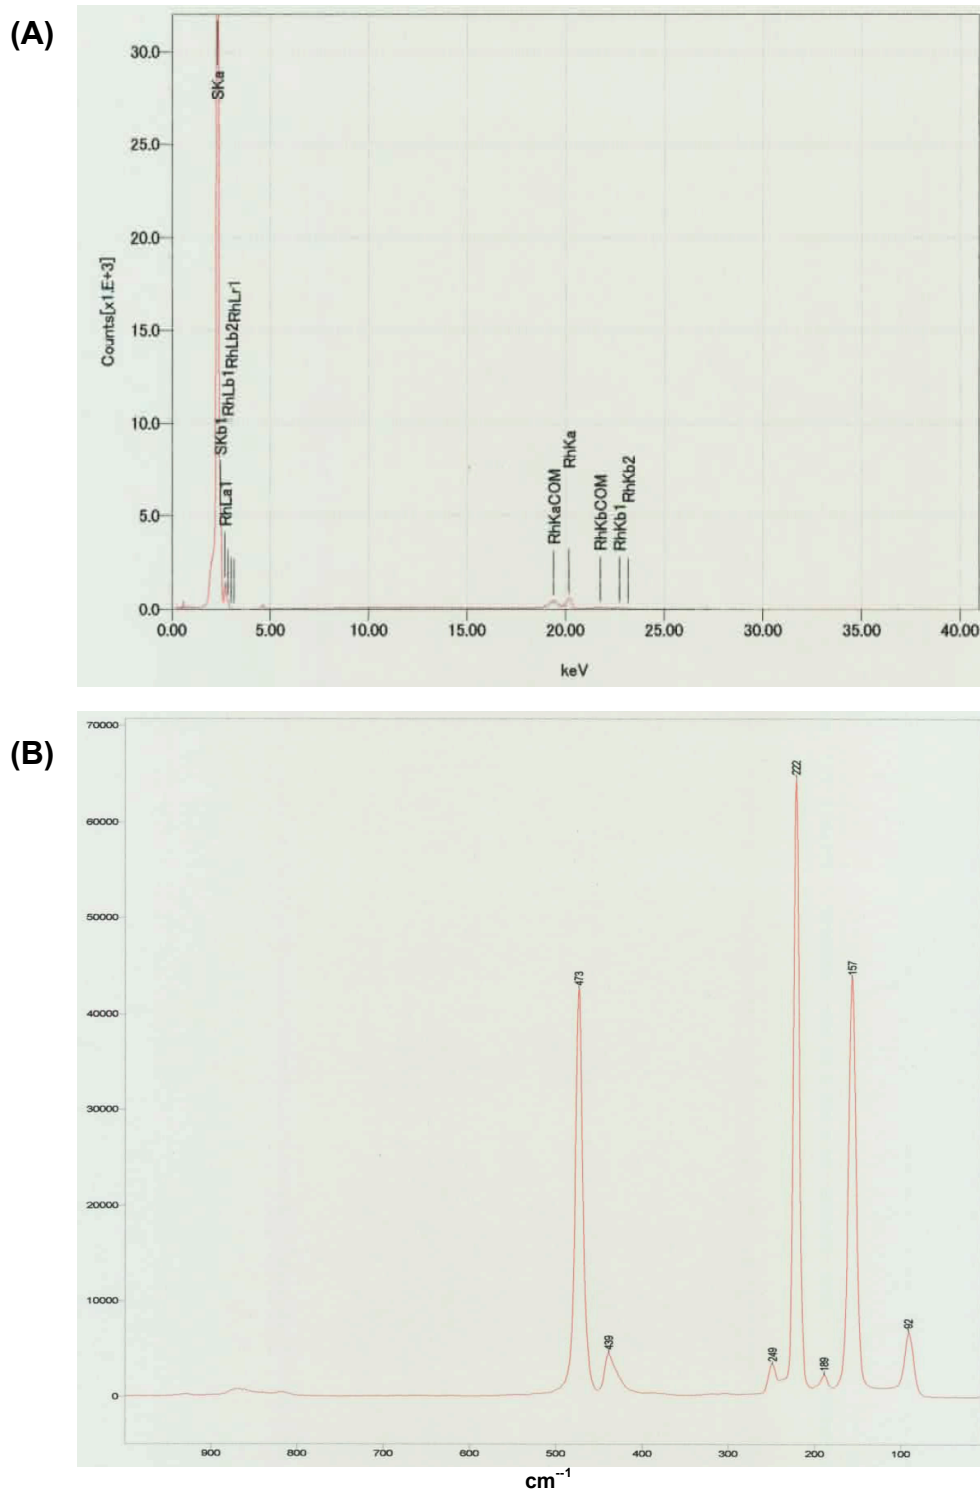 (A)
30.0
25.0
20.0
15.0
10.0
5.0
0.0
Counts[x1.E+3]
SKa
SKb1
RhLa1
RhLb1
RhLb2
RhLr1
RhKaCOM
RhKa
RhKbCOM
RhKb1
RhKb2
0.00 5.00 10.00 15.00 20.00 25.00 30.00 35.00 40.00
keV
(B)
70000
60000
50000
40000
30000
20000
10000
0
473
439
249
222
189
157
92
900 800 700 600 500 400 300 200 100
cm⁻¹